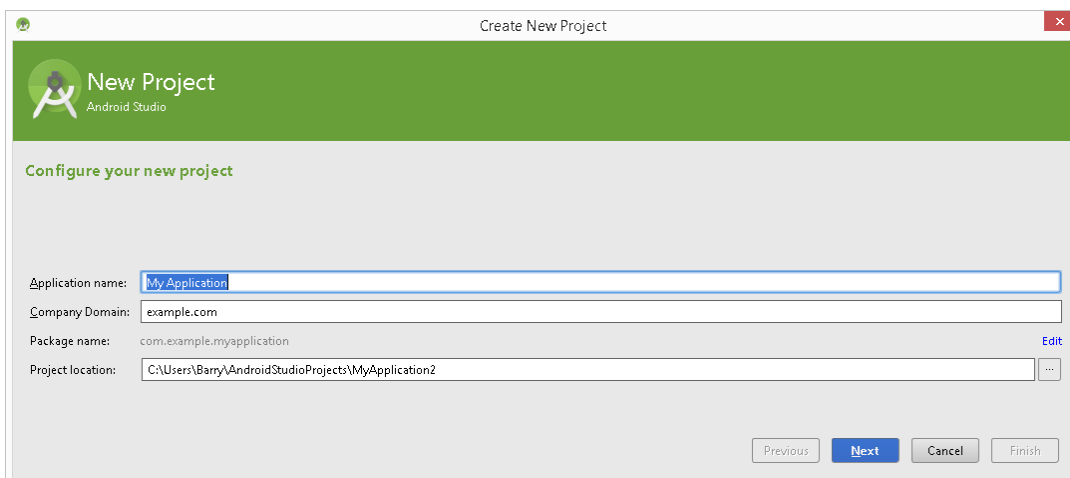 Create New Project
New Project
Android Studio
Configure your new project
Application name: My Application
Company Domain: example.com
Package name: com.example.myapplication Edit
Project location: C:\Users\Barry\AndroidStudioProjects\MyApplication2 ...
Previous Next Cancel Finish